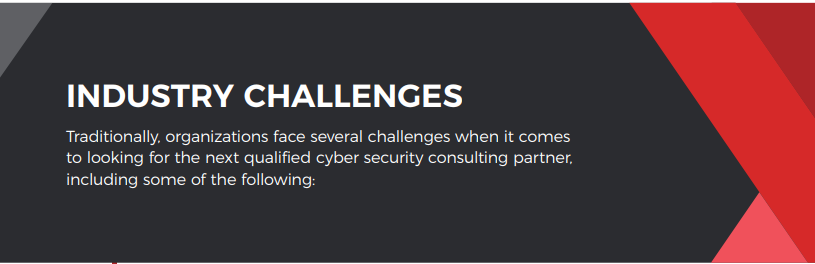 INDUSTRY CHALLENGES
Traditionally, organizations face several challenges when it comes
to looking for the next qualified cyber security consulting partner,
including some of the following: